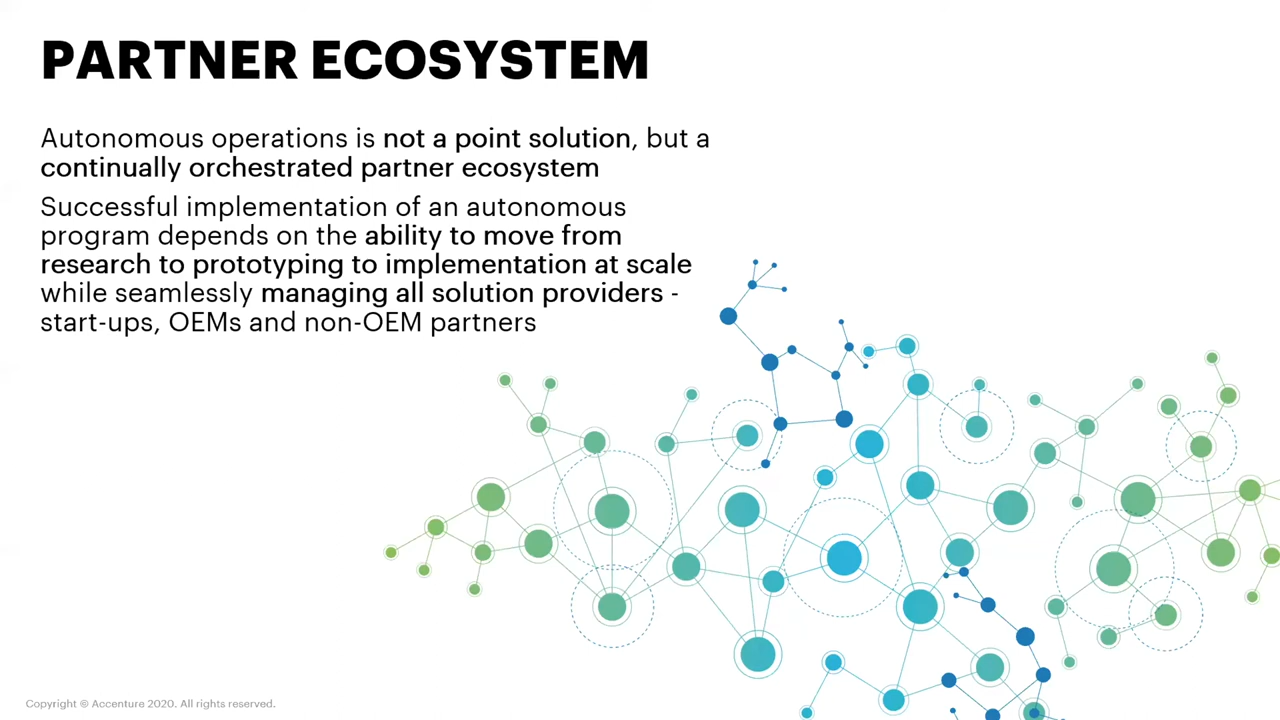 PARTNER ECOSYSTEM
Autonomous operations is not a point solution, but a
continually orchestrated partner ecosystem
Successful implementation of an autonomous
program depends on the ability to move from
research to prototyping to implementation at scale
while seamlessly managing all solution providers -
start-ups, OEMs and non-OEM partners
Copyright © Accenture 2020. All rights reserved.